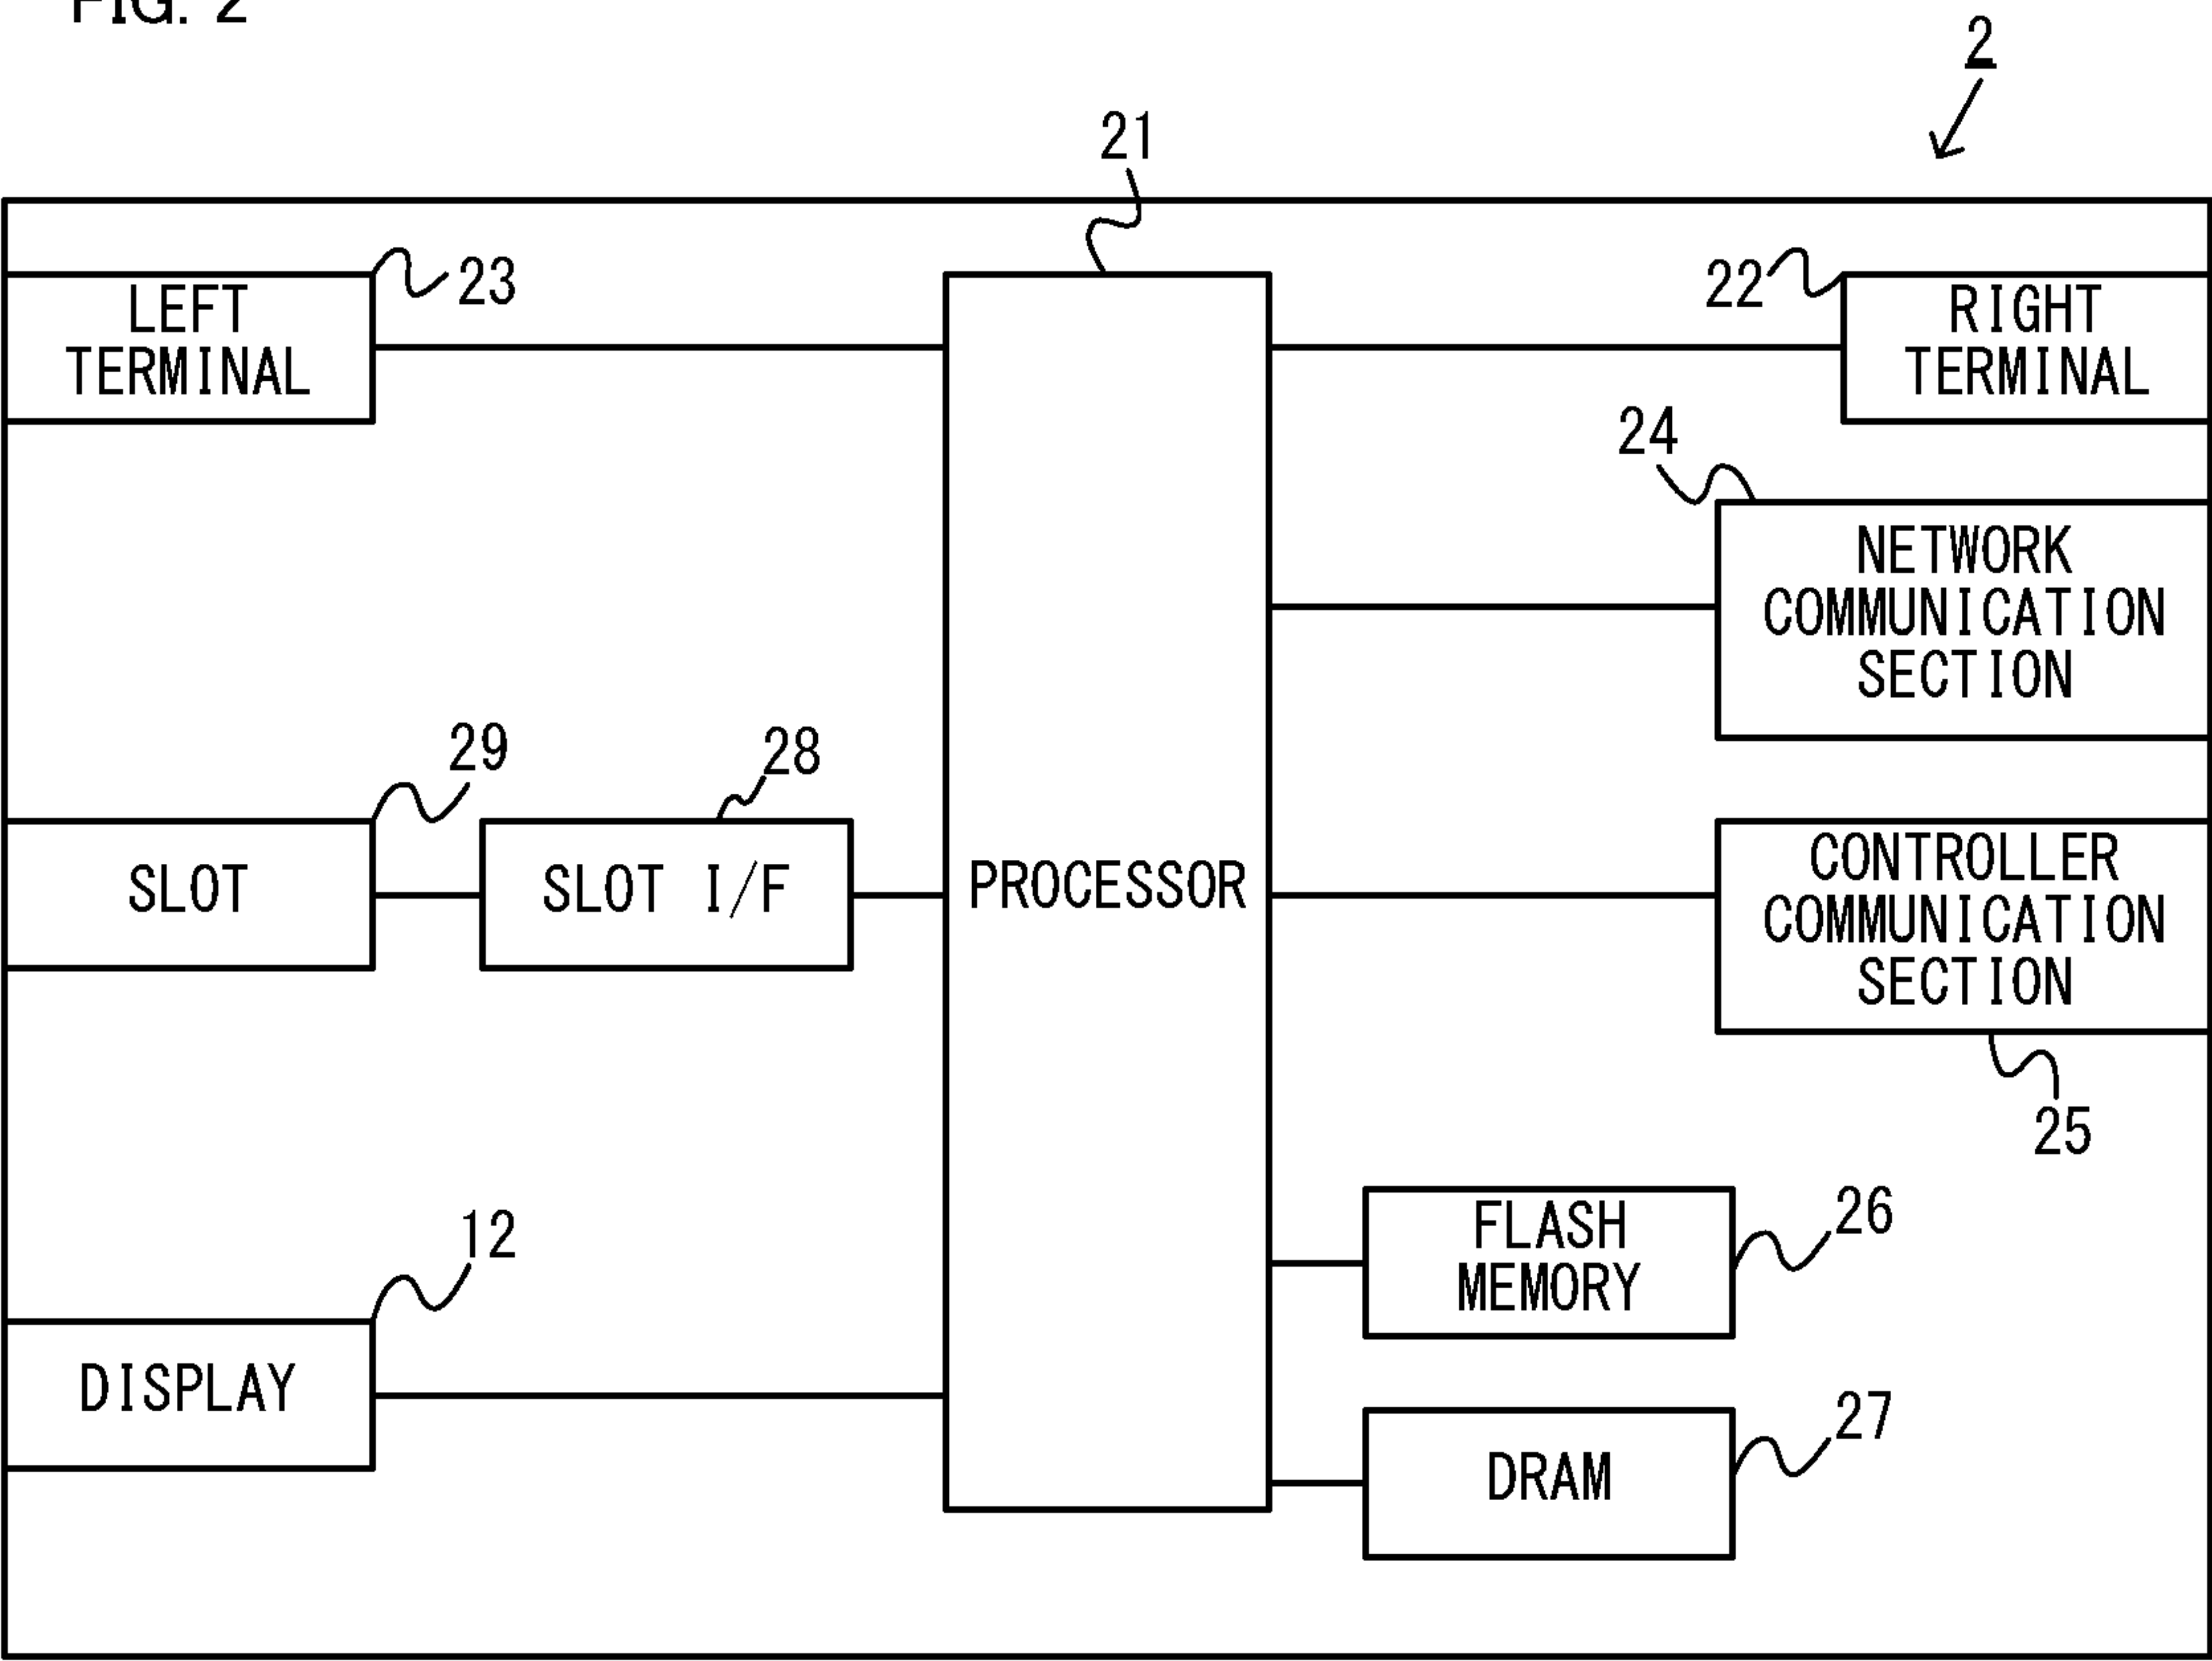 FIG. 2
2
21
23
LEFT
TERMINAL
22
RIGHT
TERMINAL
24
NETWORK
COMMUNICATION
SECTION
29
SLOT
28
SLOT I/F
PROCESSOR
CONTROLLER
COMMUNICATION
SECTION
25
12
DISPLAY
26
FLASH
MEMORY
27
DRAM